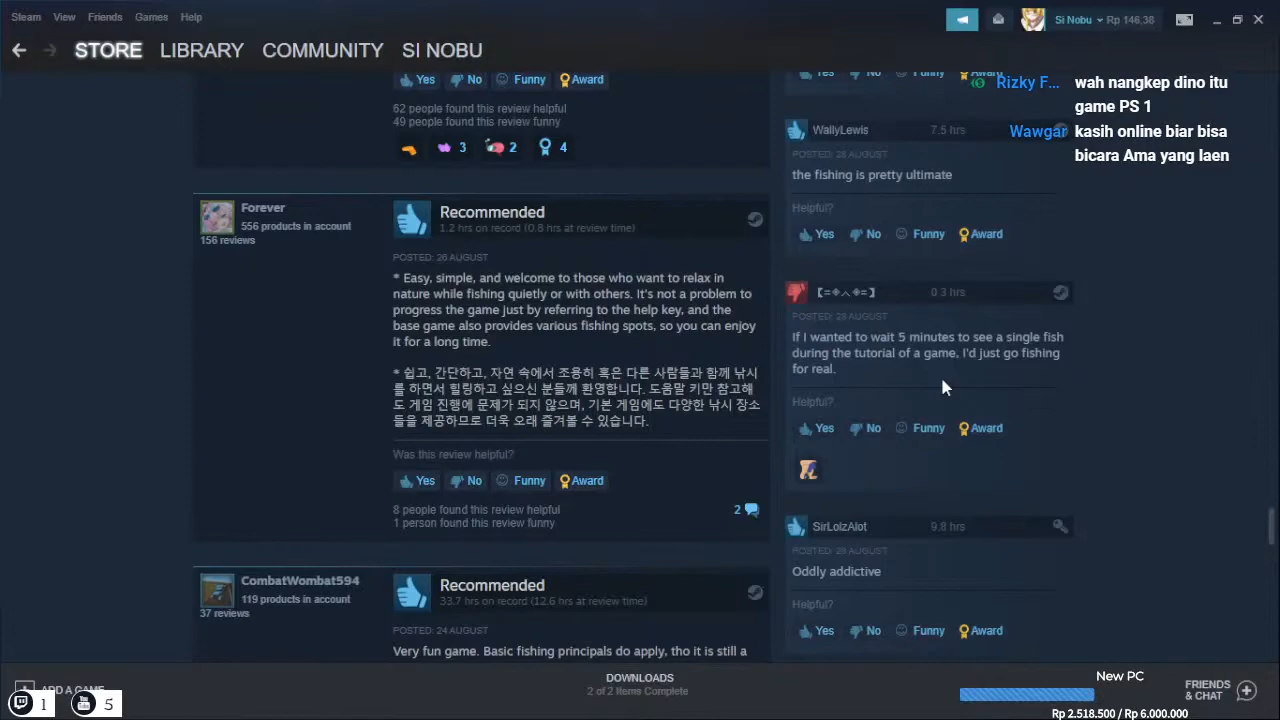 Steam View Friends Games Help
Si Nobu Rp 146,38
STORE LIBRARY COMMUNITY SI NOBU
Yes No Funny Award
62 people found this review helpful
49 people found this review funny
3 2 4
Forever
556 products in account
156 reviews
Recommended
1.2 hrs on record (0.8 hrs at review time)
POSTED: 26 AUGUST
* Easy, simple, and welcome to those who want to relax in
nature while fishing quietly or with others. It's not a problem to
progress the game just by referring to the help key, and the
base game also provides various fishing spots, so you can enjoy
it for a long time.
* 쉽고, 간단하고, 자연 속에서 조용히 혹은 다른 사람들과 함께 낚시
를 하면서 힐링하고 싶으신 분들께 환영합니다. 도움말 키만 참고해
도 게임 진행에 문제가 되지 않으며, 기본 게임에도 다양한 낚시 장소
들을 제공하므로 더욱 오래 즐겨볼 수 있습니다.
Was this review helpful?
Yes No Funny Award
8 people found this review helpful
1 person found this review funny
2
CombatWombat594
119 products in account
37 reviews
Recommended
33.7 hrs on record (12.6 hrs at review time)
POSTED: 24 AUGUST
Very fun game. Basic fishing principals do apply, tho it is still a
Yes No Funny Award
WallyLewis 7.5 hrs
POSTED: 28 AUGUST
the fishing is pretty ultimate
Helpful?
Yes No Funny Award
0.3 hrs
POSTED: 28 AUGUST
If I wanted to wait 5 minutes to see a single fish
during the tutorial of a game, I'd just go fishing
for real.
Helpful?
Yes No Funny Award
SirLolzAlot 9.8 hrs
POSTED: 28 AUGUST
Oddly addictive
Helpful?
Yes No Funny Award
Rizky F... wah nangkep dino itu
game PS 1
Wawgar kasih online biar bisa
bicara Ama yang laen
ADD A GAME
1 5
DOWNLOADS
2 of 2 Items Complete
New PC
Rp 2.518.500 / Rp 6.000.000
FRIENDS
& CHAT